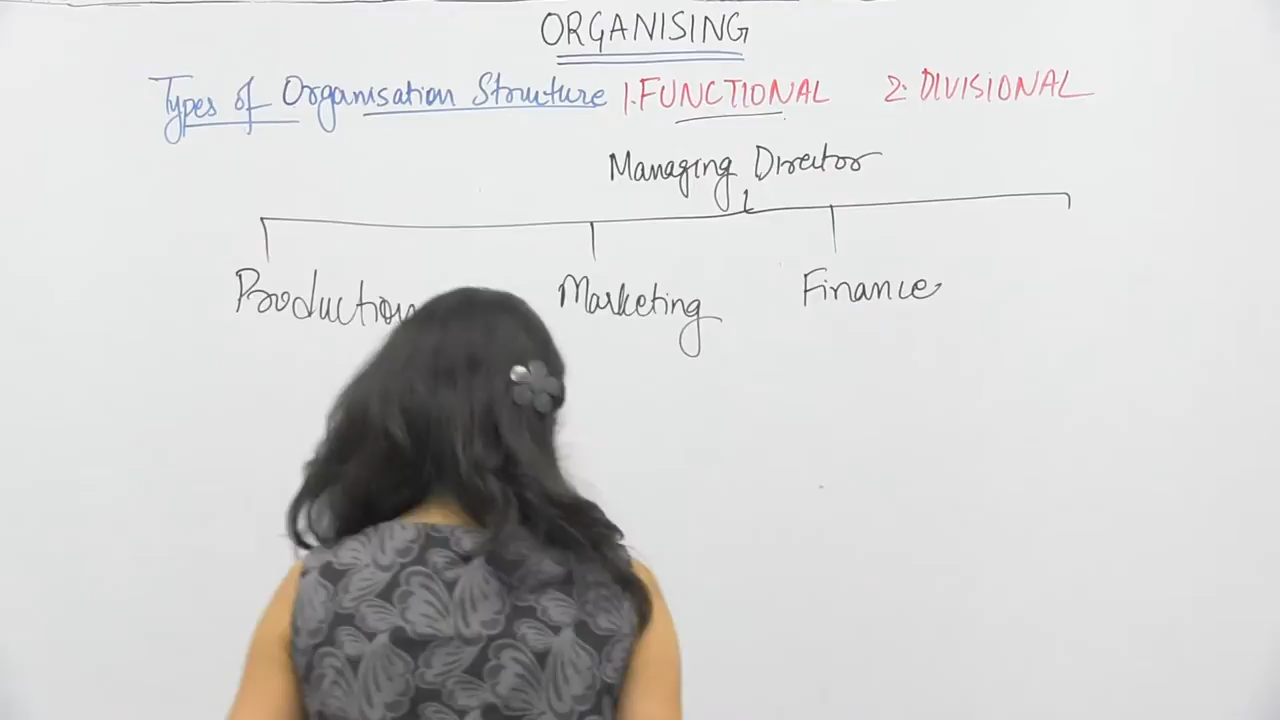 ORGANISING
Types of Organisation Structure 1.FUNCTIONAL 2.DIVISIONAL
Managing Director
Production Marketing Finance